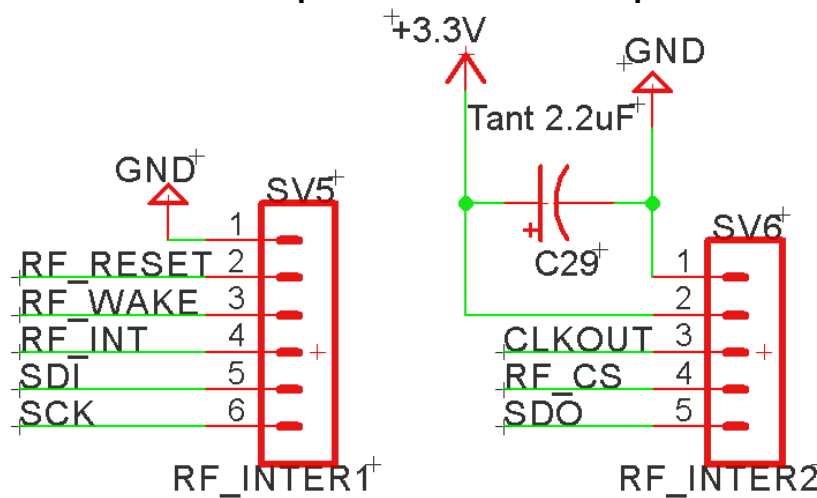 +3.3V
GND
Tant 2.2uF
C29
GND
SV5
1
RF_RESET 2
RF_WAKE 3
RF_INT 4
SDI 5
SCK 6
RF_INTER1
SV6
1
2
CLKOUT 3
RF_CS 4
SDO 5
RF_INTER2